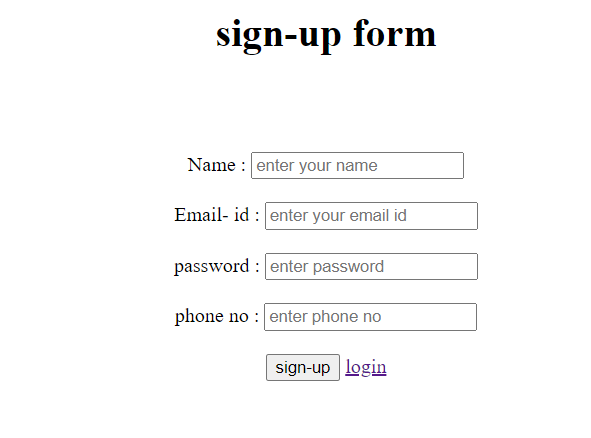 sign-up form
Name : enter your name
Email- id : enter your email id
password : enter password
phone no : enter phone no
sign-up login